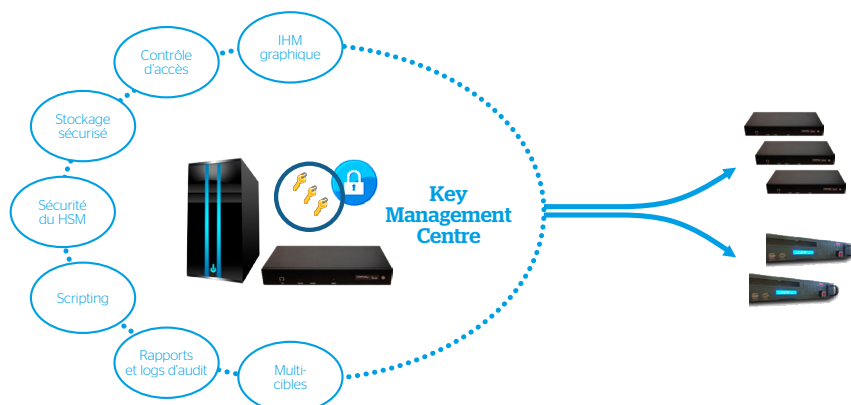 IHM
graphique
Contrôle
d'accès
Stockage
sécurisé
Sécurité
du HSM
Scripting
Rapports
et logs d'audit
Multi-
cibles
Key
Management
Centre